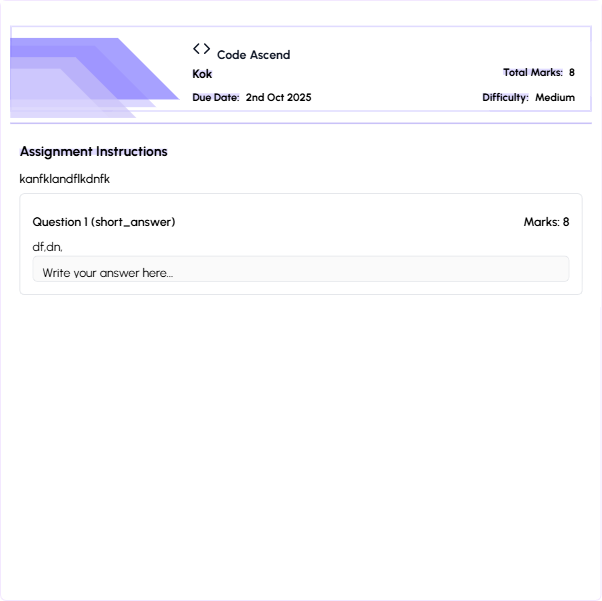 <> Code Ascend
Kok
Total Marks: 8
Due Date: 2nd Oct 2025
Difficulty: Medium
Assignment Instructions
kanfklandflkdnfk
Question 1 (short_answer)
Marks: 8
df,dn,
Write your answer here...